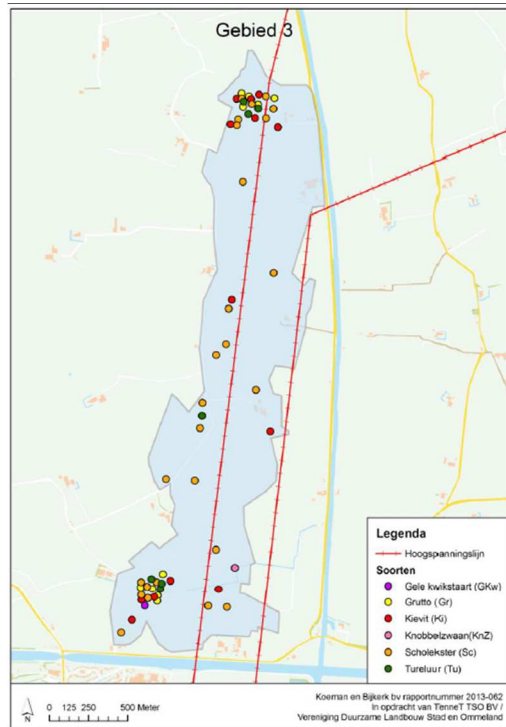 Gebied 3
Legenda
Hoogspanningslijn
Soorten
Gele kwikstaart (GKw)
Grutto (Gr)
Kievit (Ki)
Knobbelzwaan(KnZ)
Scholekster (Sc)
Tureluur (Tu)
N
0 125 250 500 Meter
Koeman en Bijkerk bv rapportnummer 2013-062
In opdracht van TenneT TSO BV /
Vereniging Duurzame Landbouw Stad en Ommeland